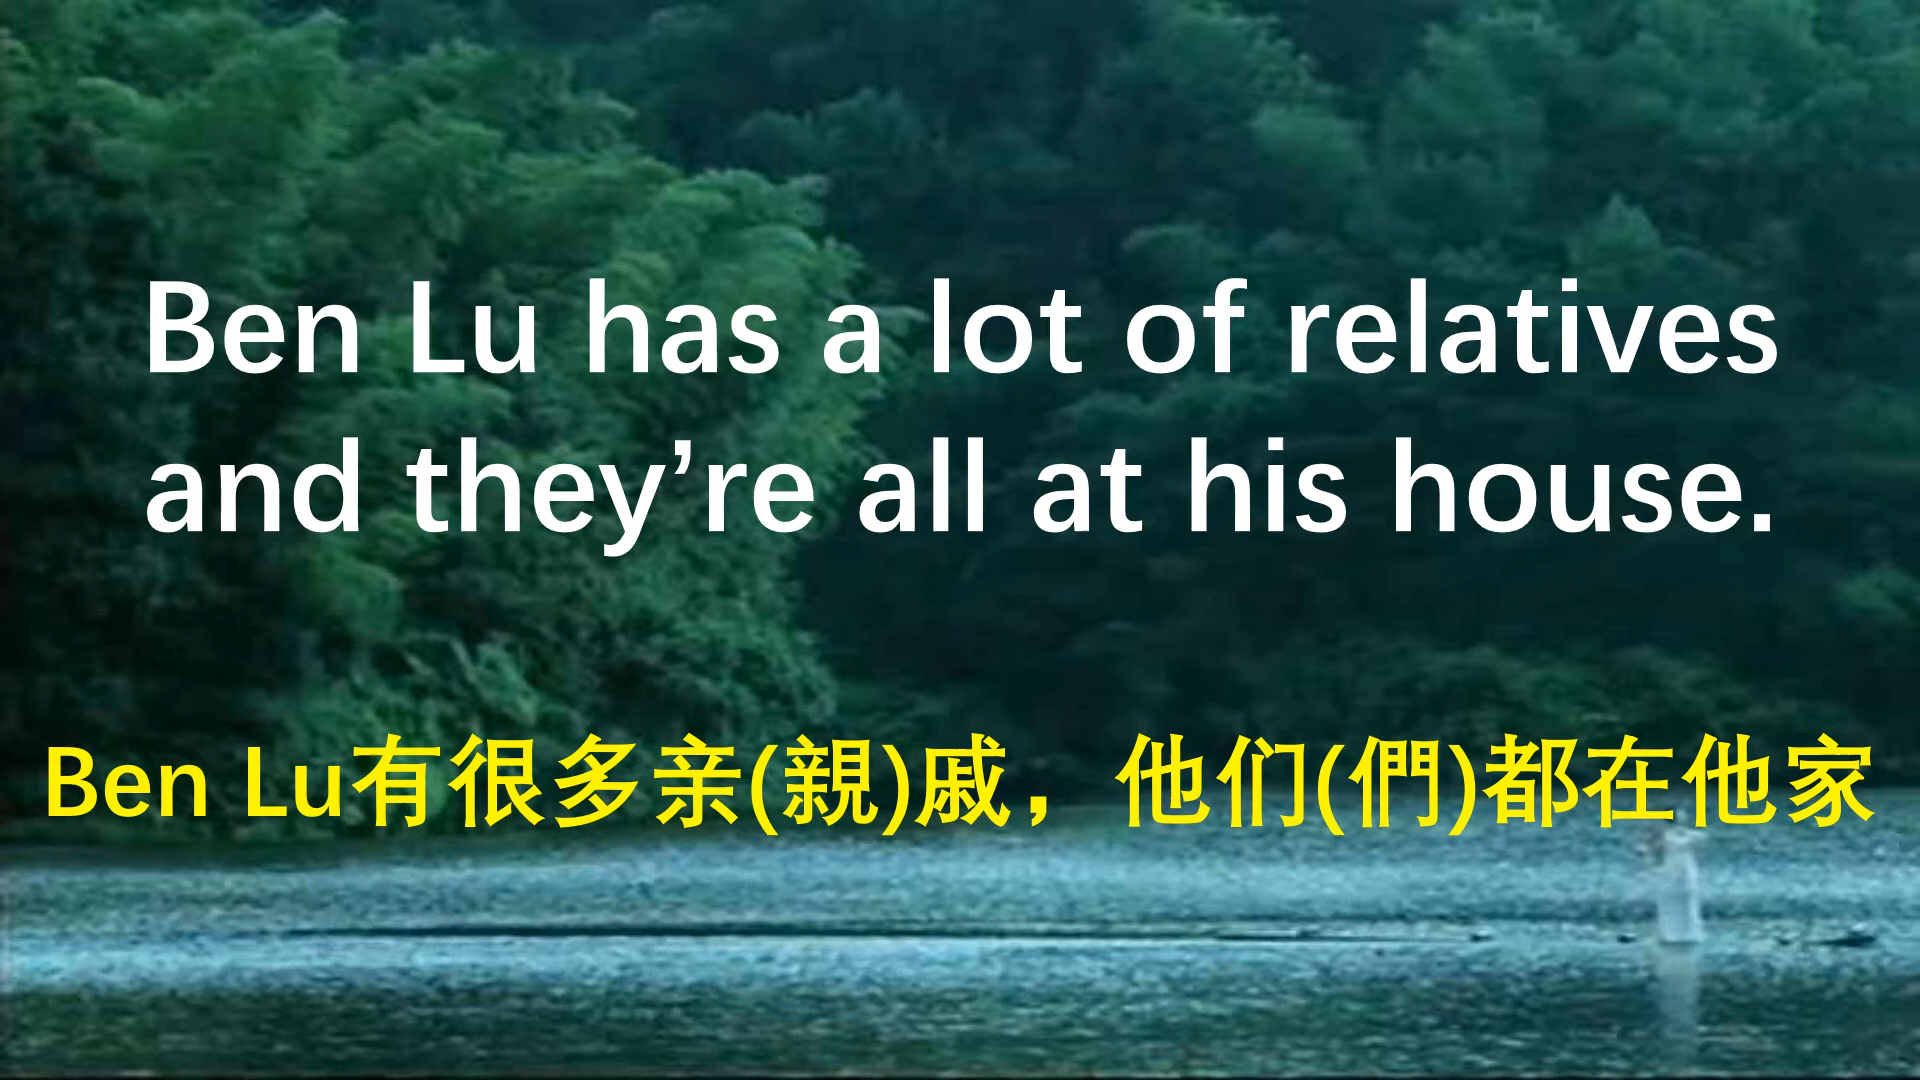 Ben Lu has a lot of relatives
and they’re all at his house.
Ben Lu有很多亲(親)戚，他们(們)都在他家